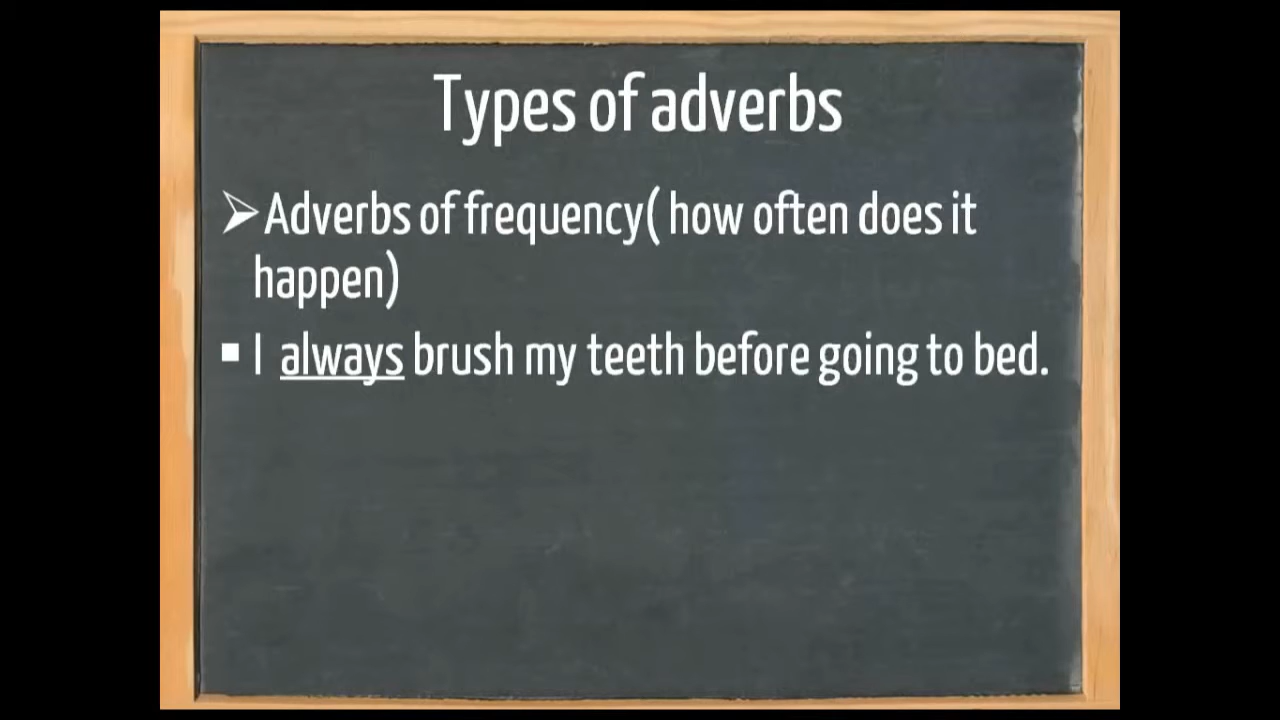 Types of adverbs
➢Adverbs of frequency( how often does it
happen)
▪ I always brush my teeth before going to bed.